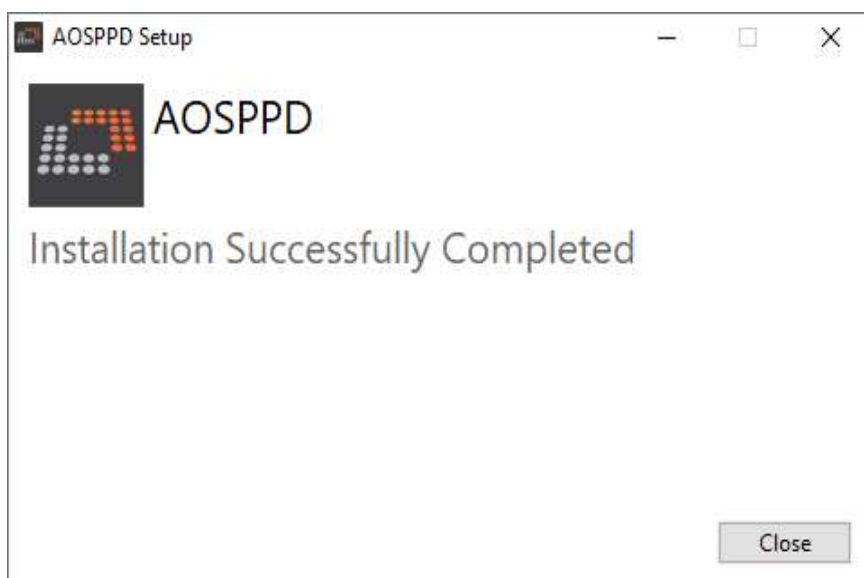 AOSPPD Setup
AOSPPD
Installation Successfully Completed
Close